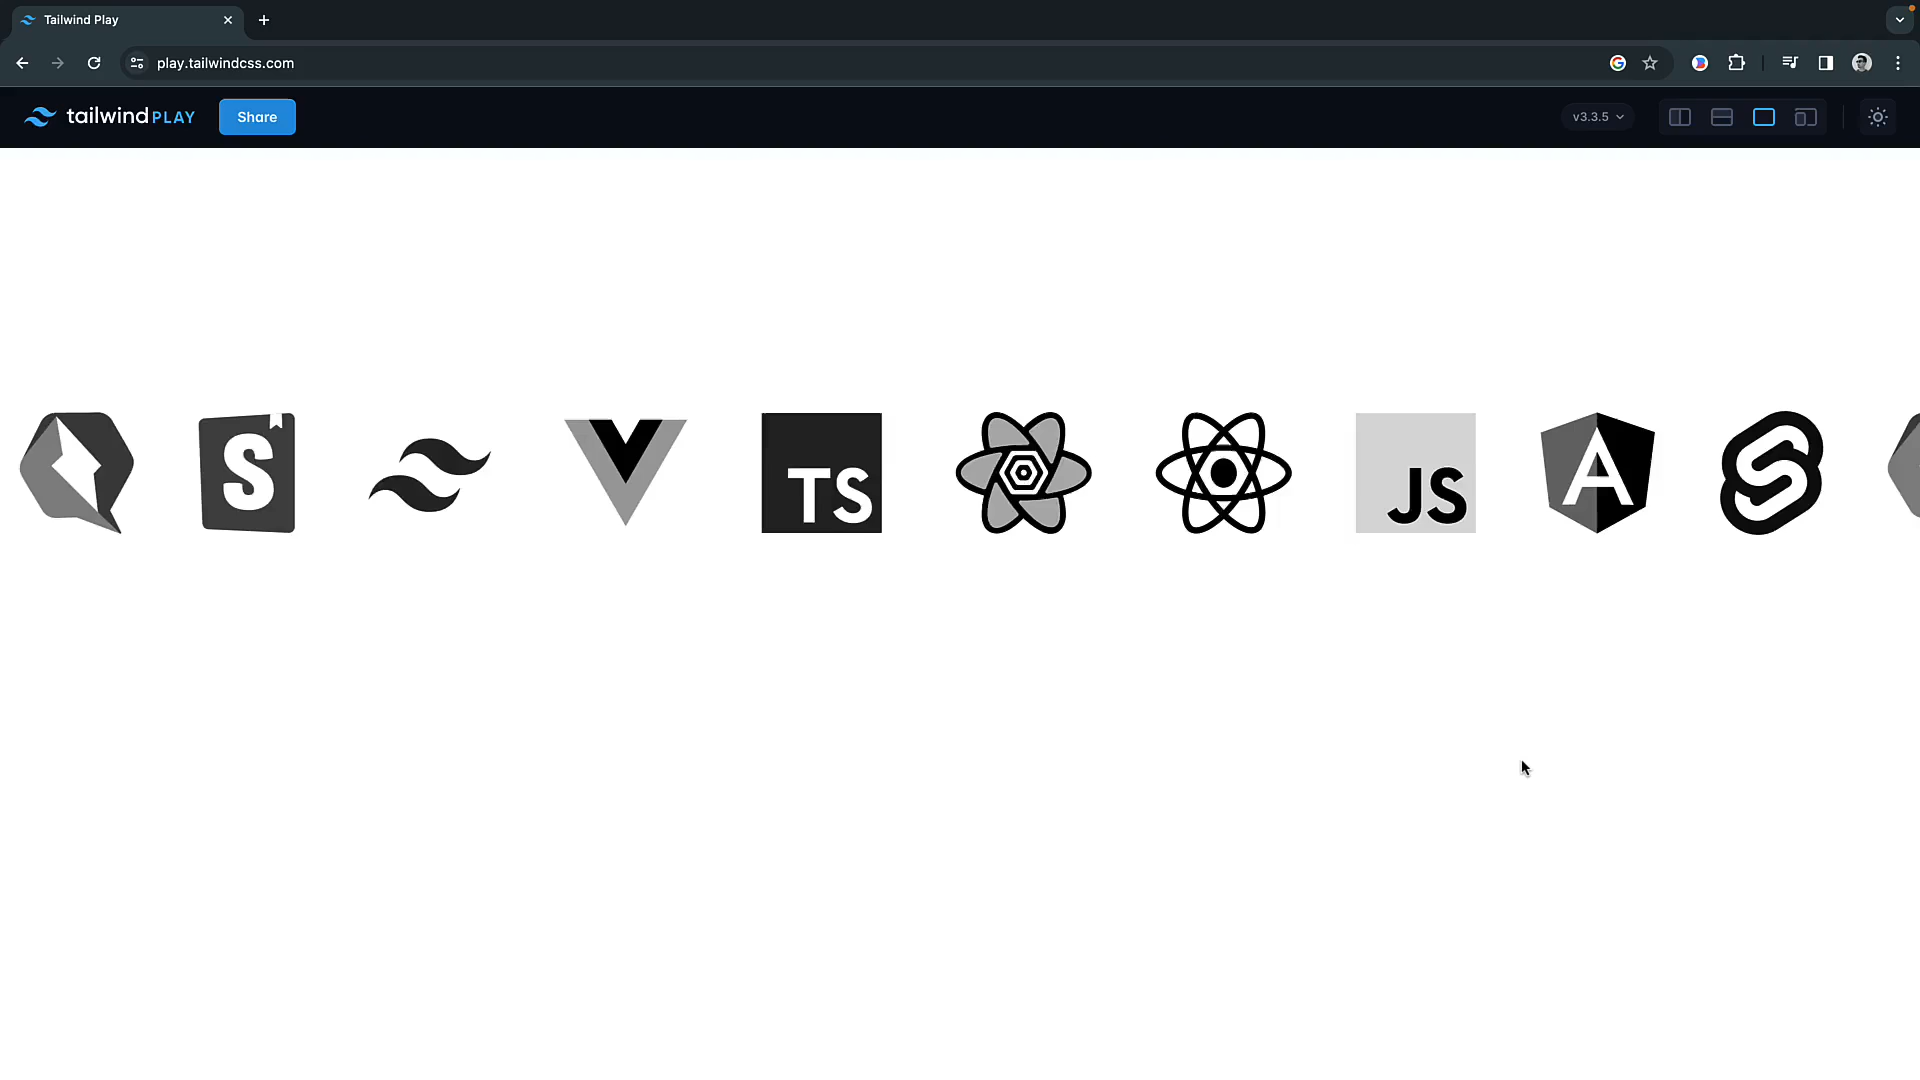 Tailwind Play
play.tailwindcss.com
tailwind PLAY
Share
v3.3.5
S
TS
JS
A